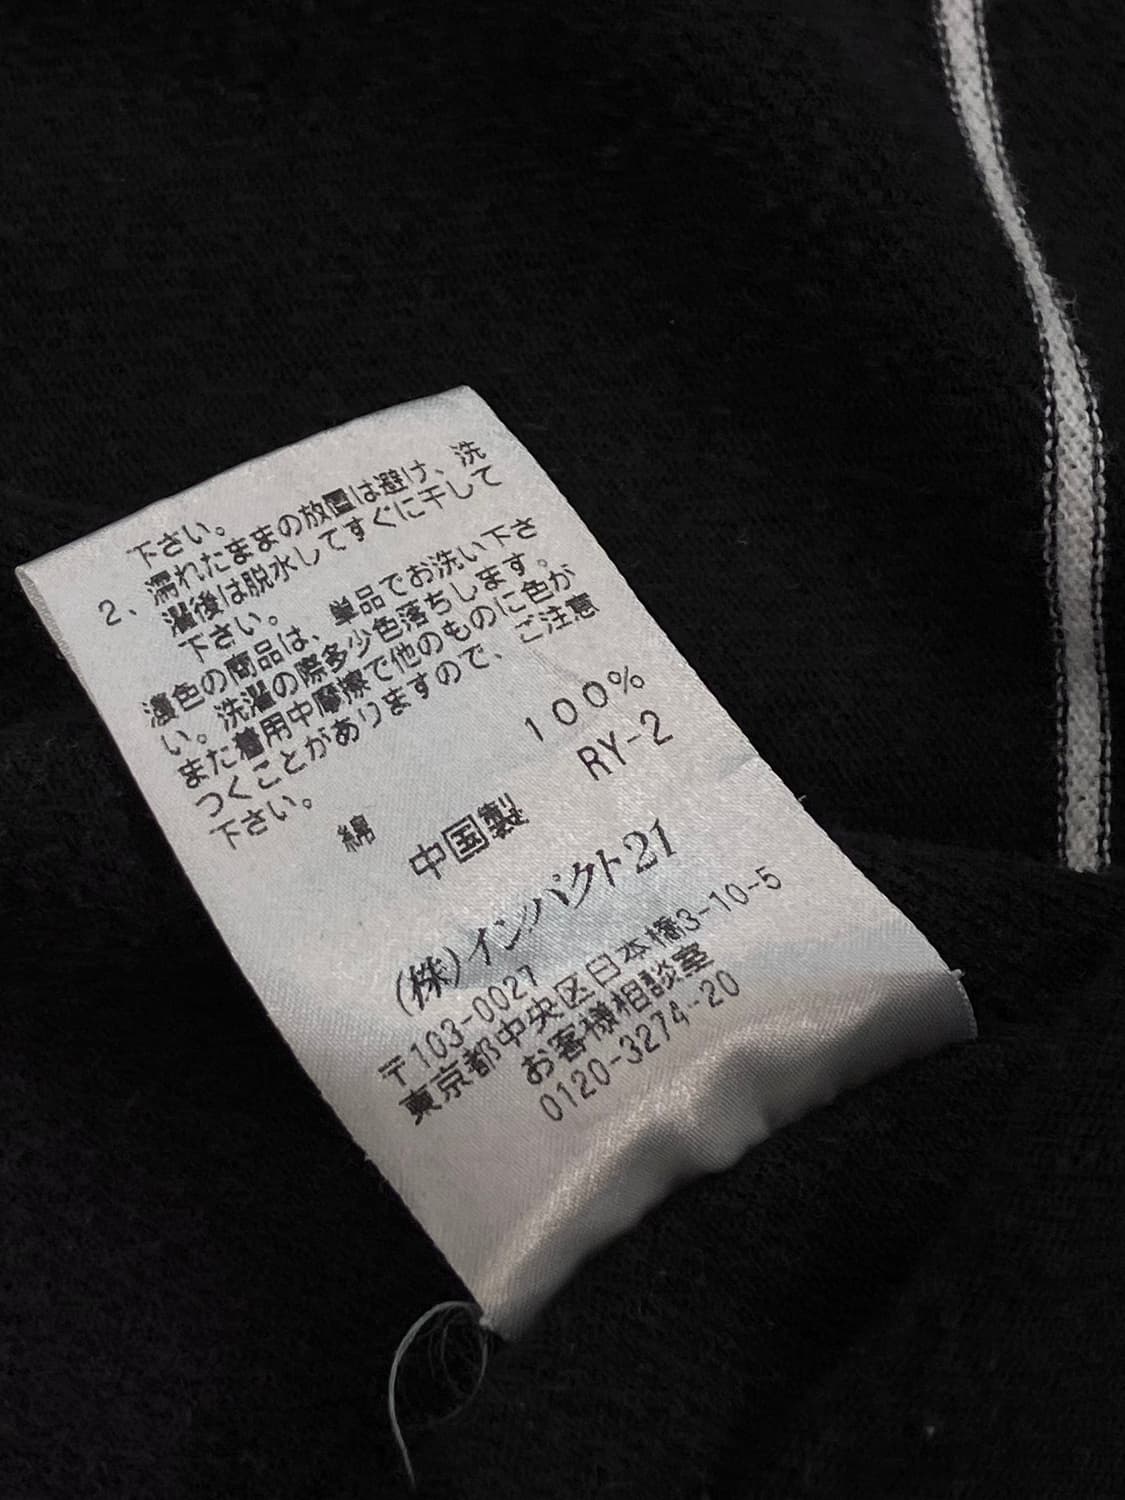 下さい。
2、濡れたままの放置は避け、洗
濯後は脱水してすぐに干して
下さい。
濃色の商品は、単品でお洗い下さ
い。洗濯の際多少色落ちします。
また着用中摩擦で他のものに色が
つくことがありますので、ご注意
下さい。
綿 100%
中国製 RY-2
(株)インパクト21
〒103-0027
東京都中央区日本橋3-10-5
お客様相談室
0120-3274-20